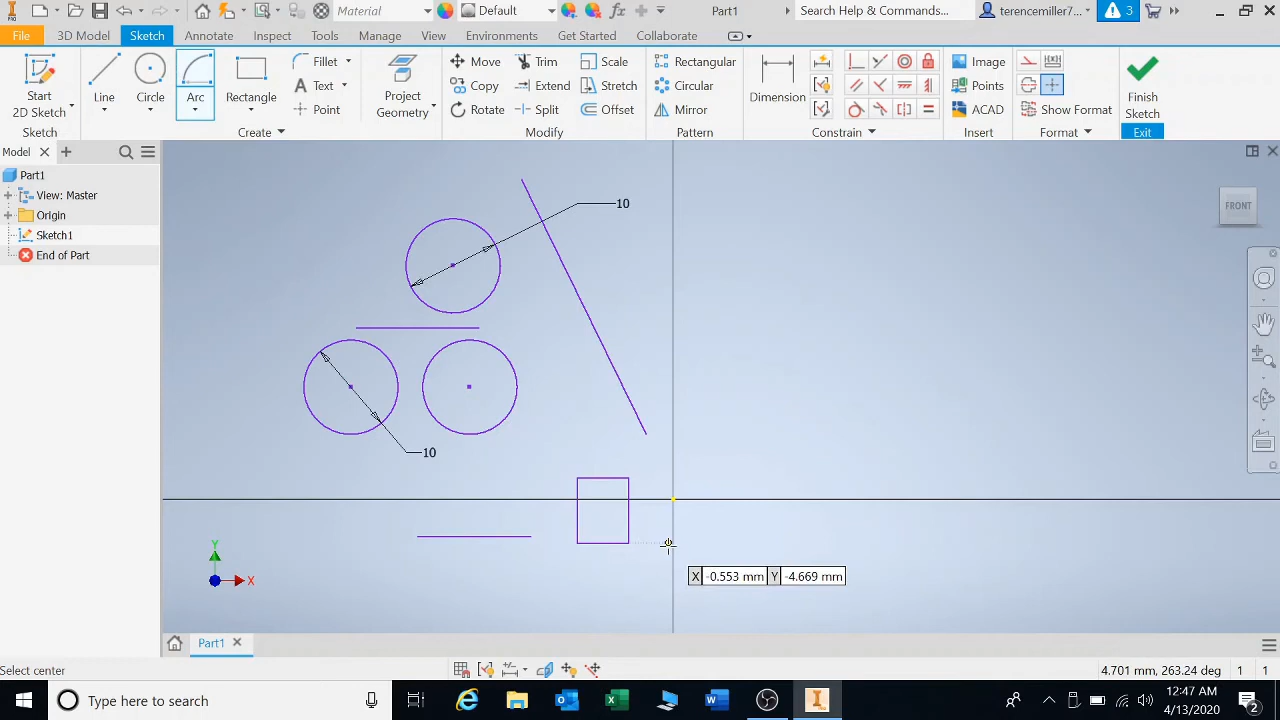 PRO Material Default Part1 Search Help & Commands... terencemiller7... 3
File 3D Model Sketch Annotate Inspect Tools Manage View Environments Get Started Collaborate
Start
2D Sketch
Line
Circle
Arc
Rectangle
Fillet
Text
Point
Project
Geometry
Move
Copy
Rotate
Trim
Extend
Split
Scale
Stretch
Offset
Rectangular
Circular
Mirror
Dimension
Image
Points
ACAD
Show Format
Finish
Sketch
Sketch Create Modify Pattern Constrain Insert Format Exit
Model
Part1
View: Master
Origin
Sketch1
End of Part
FRONT
10
10
X -0.553 mm Y -4.669 mm
Y
X
Part1
Select center 4.701 mm, 263.24 deg 1 1
Type here to search
12:47 AM
4/13/2020
2